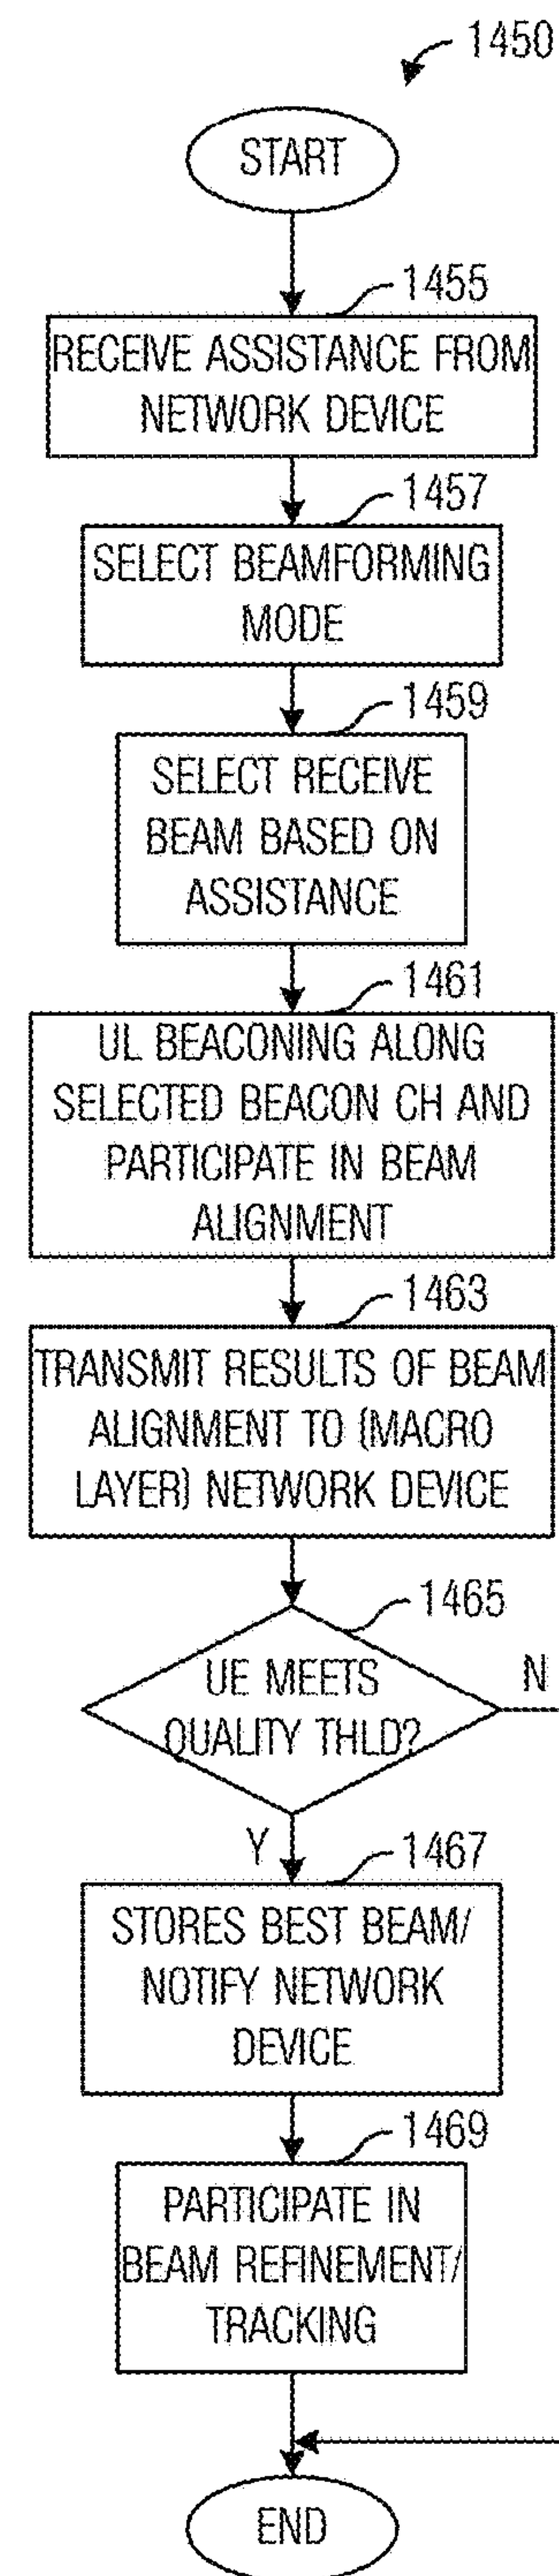 1450
START
1455
RECEIVE ASSISTANCE FROM
NETWORK DEVICE
1457
SELECT BEAMFORMING
MODE
1459
SELECT RECEIVE
BEAM BASED ON
ASSISTANCE
1461
UL BEACONING ALONG
SELECTED BEACON CH AND
PARTICIPATE IN BEAM
ALIGNMENT
1463
TRANSMIT RESULTS OF BEAM
ALIGNMENT TO (MACRO
LAYER) NETWORK DEVICE
1465
UE MEETS
QUALITY THLD?
N
Y
1467
STORES BEST BEAM/
NOTIFY NETWORK
DEVICE
1469
PARTICIPATE IN
BEAM REFINEMENT/
TRACKING
END